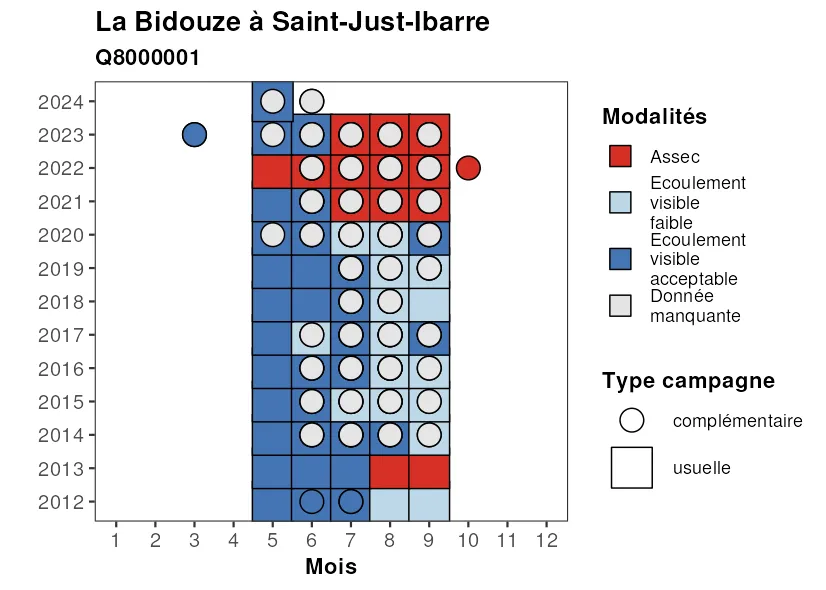 La Bidouze à Saint-Just-Ibarre
Q8000001
2024
2023
2022
2021
2020
2019
2018
2017
2016
2015
2014
2013
2012
1 2 3 4 5 6 7 8 9 10 11 12
Mois
Modalités
Assec
Ecoulement
visible
faible
Ecoulement
visible
acceptable
Donnée
manquante
Type campagne
complémentaire
usuelle